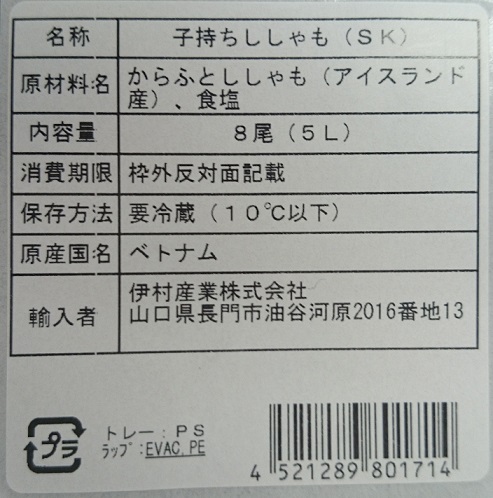 名称 子持ちししゃも（ＳＫ）
原材料名 からふとししゃも（アイスランド
産）、食塩
内容量 ８尾（５Ｌ）
消費期限 枠外反対面記載
保存方法 要冷蔵（１０℃以下）
原産国名 ベトナム
輸入者 伊村産業株式会社
山口県長門市油谷河原2016番地13
プラ
トレー：ＰＳ
ラップ：EVAC,PE
4 521289 801714